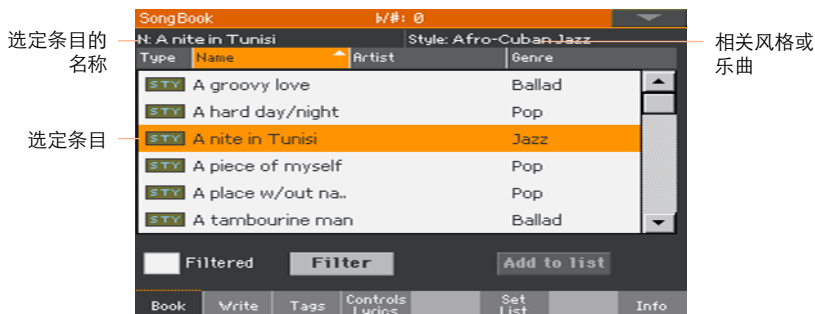 SongBook ♭/#: 0
选定条目的
名称
N: A nite in Tunisi Style: Afro-Cuban Jazz
相关风格或
乐曲
Type Name Artist Genre
STY A groovy love Ballad
STY A hard day/night Pop
选定条目
STY A nite in Tunisi Jazz
STY A piece of myself Pop
STY A place w/out na.. Pop
STY A tambourine man Ballad
Filtered Filter Add to list
Book Write Tags Controls Lyrics Set List Info